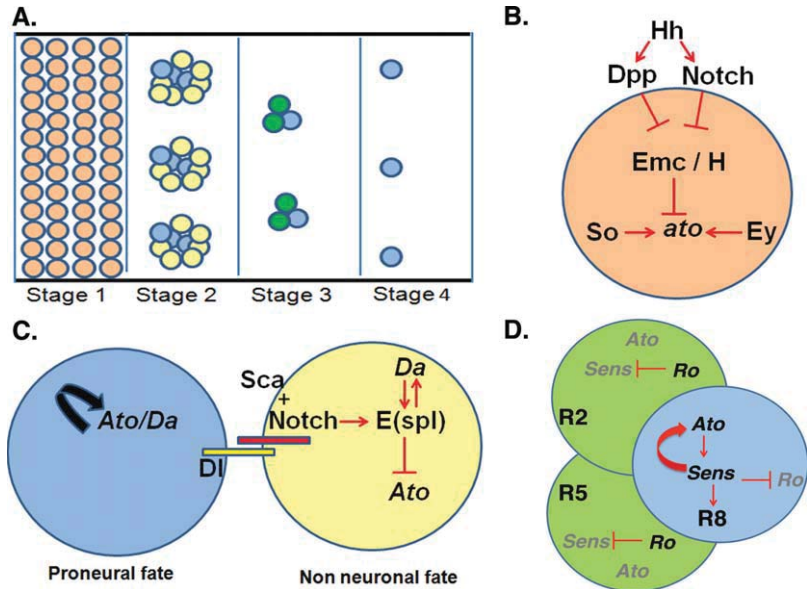 A.
Stage 1 Stage 2 Stage 3 Stage 4
B.
Hh
Dpp Notch
Emc / H
So ato Ey
C.
Ato/Da
Dl
Proneural fate
Sca
+
Notch
Da
E(spl)
Ato
Non neuronal fate
D.
Ato
Sens Ro
R2
Ato
Sens Ro
R8
R5
Sens Ro
Ato